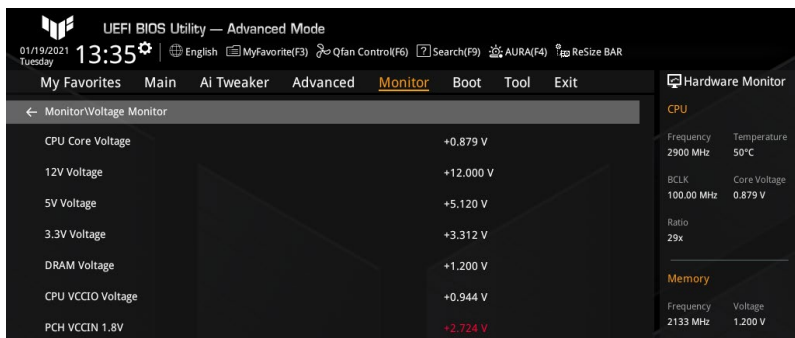 UEFI BIOS Utility — Advanced Mode
01/19/2021 Tuesday 13:35 English MyFavorite(F3) Qfan Control(F6) ? Search(F9) AURA(F4) ReSize BAR
My Favorites Main Ai Tweaker Advanced Monitor Boot Tool Exit
← Monitor\Voltage Monitor
CPU Core Voltage +0.879 V
12V Voltage +12.000 V
5V Voltage +5.120 V
3.3V Voltage +3.312 V
DRAM Voltage +1.200 V
CPU VCCIO Voltage +0.944 V
PCH VCCIN 1.8V +2.724 V
Hardware Monitor
CPU
Frequency Temperature
2900 MHz 50°C
BCLK Core Voltage
100.00 MHz 0.879 V
Ratio
29x
Memory
Frequency Voltage
2133 MHz 1.200 V